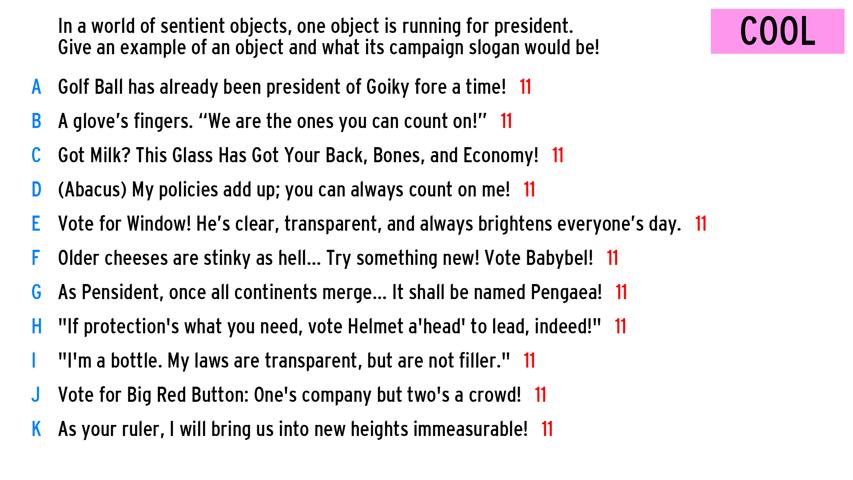 In a world of sentient objects, one object is running for president.
Give an example of an object and what its campaign slogan would be!
COOL
A Golf Ball has already been president of Goiky fore a time! 11
B A glove’s fingers. “We are the ones you can count on!” 11
C Got Milk? This Glass Has Got Your Back, Bones, and Economy! 11
D (Abacus) My policies add up; you can always count on me! 11
E Vote for Window! He’s clear, transparent, and always brightens everyone’s day. 11
F Older cheeses are stinky as hell... Try something new! Vote Babybel! 11
G As Pensident, once all continents merge... It shall be named Pengaea! 11
H "If protection's what you need, vote Helmet a'head' to lead, indeed!" 11
I "I'm a bottle. My laws are transparent, but are not filler." 11
J Vote for Big Red Button: One's company but two's a crowd! 11
K As your ruler, I will bring us into new heights immeasurable! 11